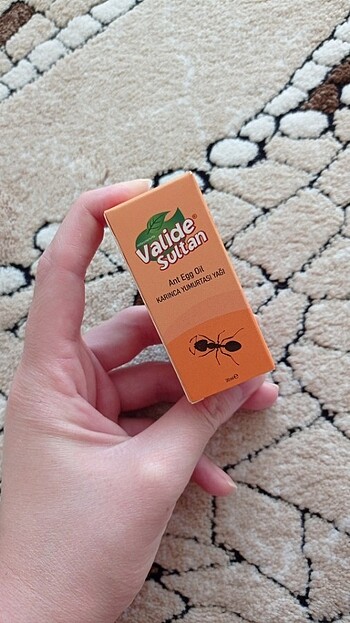 Valide®
Sultan
Ant Egg Oil
KARINCA YUMURTASI YAĞI